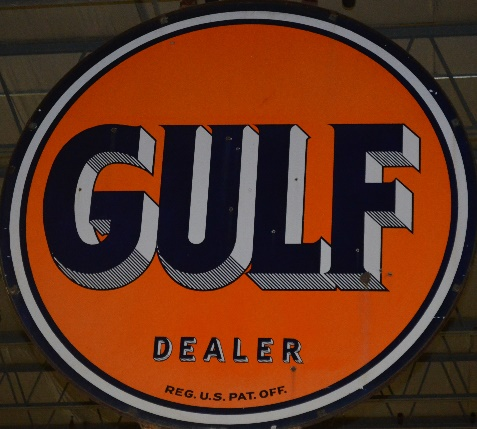 GULF
DEALER
REG. U.S. PAT. OFF.